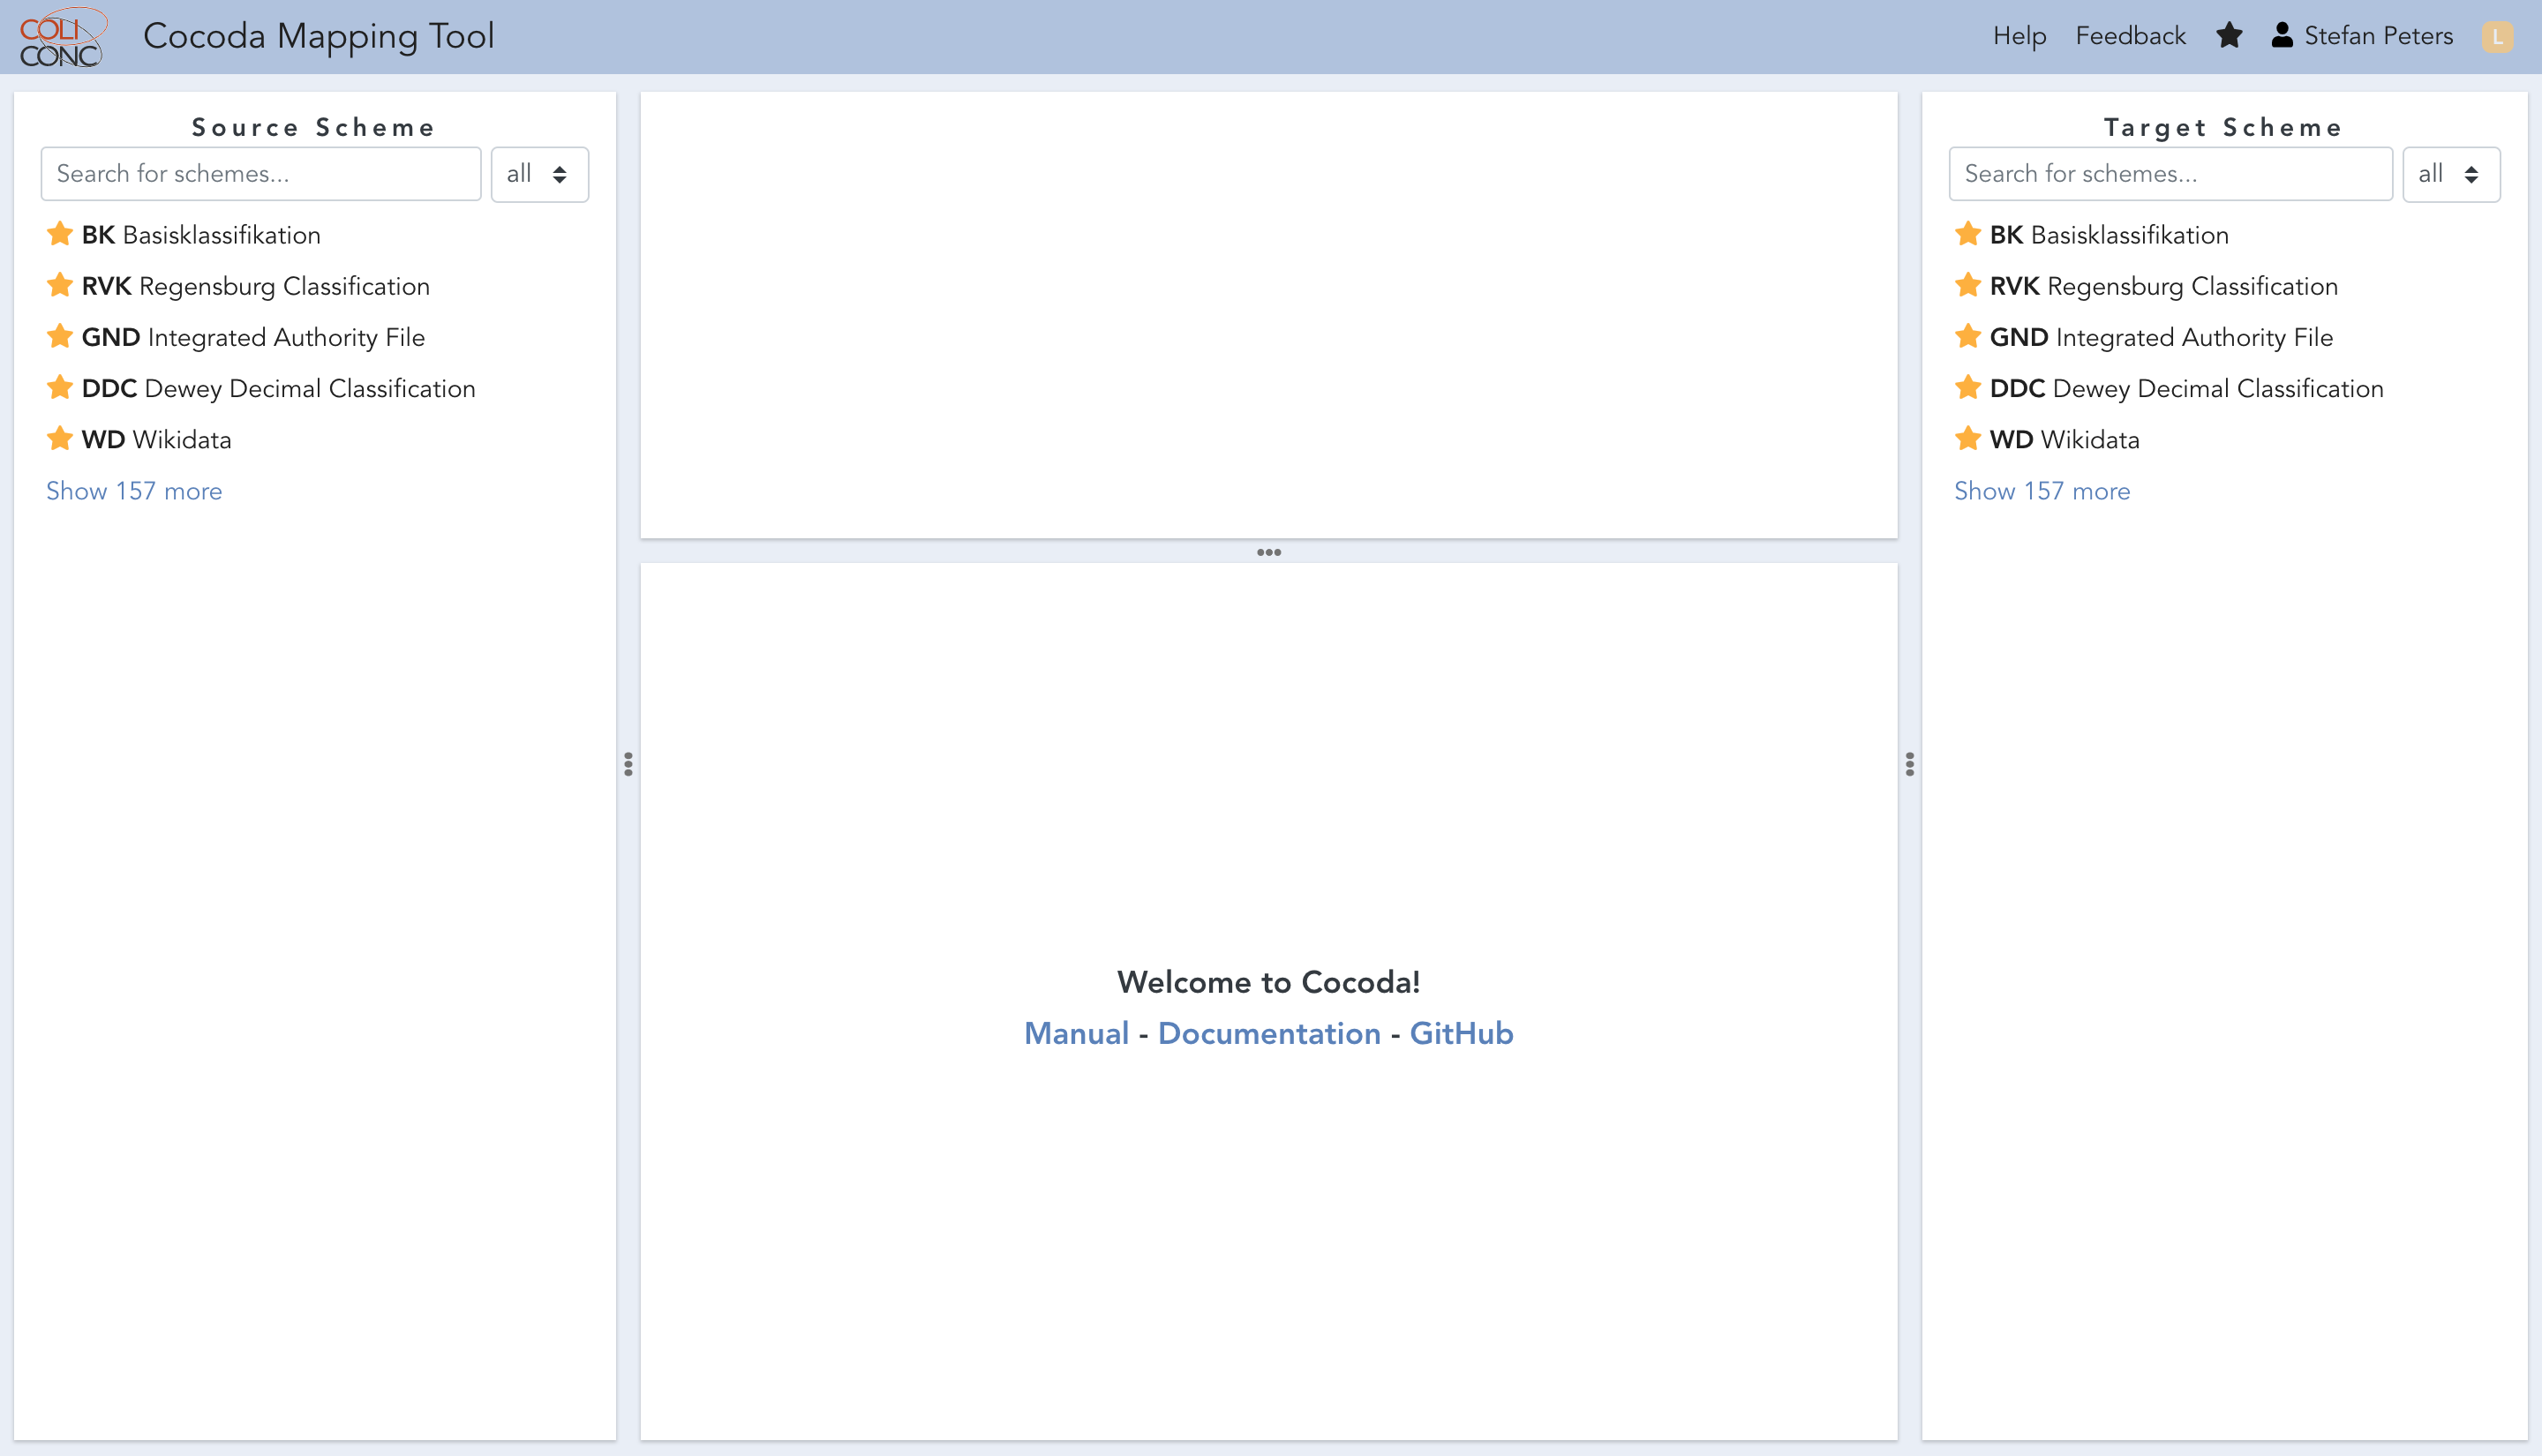 COLI
CONC
Cocoda Mapping Tool
Help
Feedback
Stefan Peters
L
Source Scheme
Search for schemes...
all
BK Basisklassifikation
RVK Regensburg Classification
GND Integrated Authority File
DDC Dewey Decimal Classification
WD Wikidata
Show 157 more
Welcome to Cocoda!
Manual - Documentation - GitHub
Target Scheme
Search for schemes...
all
BK Basisklassifikation
RVK Regensburg Classification
GND Integrated Authority File
DDC Dewey Decimal Classification
WD Wikidata
Show 157 more